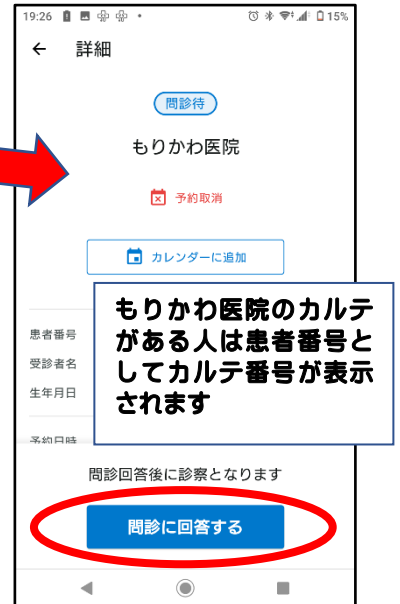 19:26
15%
詳細
問診待
もりかわ医院
予約取消
カレンダーに追加
もりかわ医院のカルテ
がある人は患者番号と
してカルテ番号が表示
されます
患者番号
受診者名
生年月日
予約日時
問診回答後に診察となります
問診に回答する